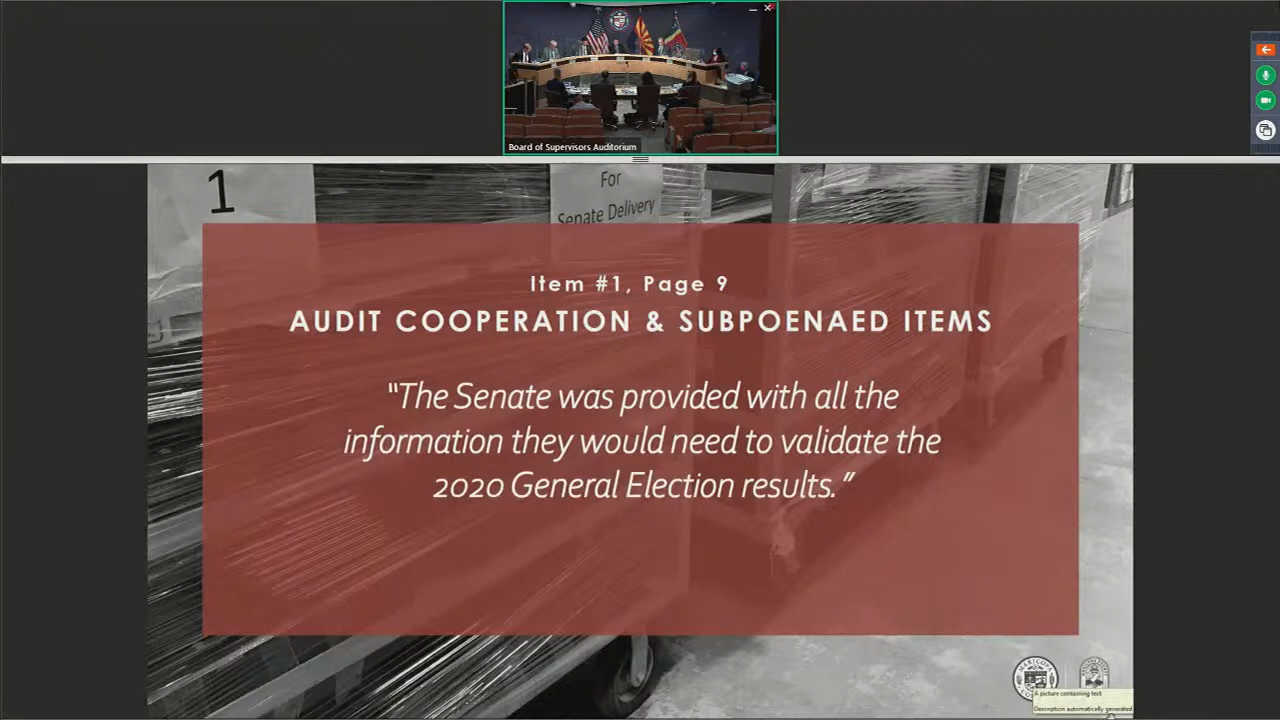 Board of Supervisors Auditorium
1
For
Senate Delivery
Item #1, Page 9
AUDIT COOPERATION & SUBPOENAED ITEMS
"The Senate was provided with all the
information they would need to validate the
2020 General Election results."
MARICOPA
A picture containing text
Description automatically generated